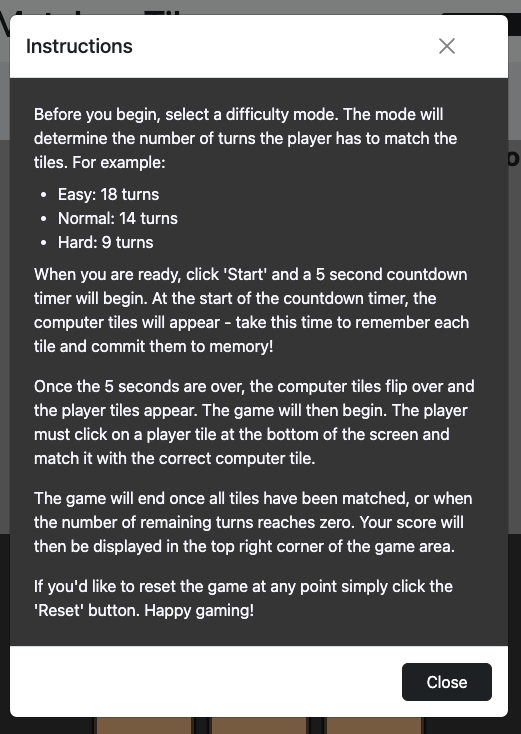 Instructions
Before you begin, select a difficulty mode. The mode will
determine the number of turns the player has to match the
tiles. For example:
• Easy: 18 turns
• Normal: 14 turns
• Hard: 9 turns
When you are ready, click 'Start' and a 5 second countdown
timer will begin. At the start of the countdown timer, the
computer tiles will appear - take this time to remember each
tile and commit them to memory!
Once the 5 seconds are over, the computer tiles flip over and
the player tiles appear. The game will then begin. The player
must click on a player tile at the bottom of the screen and
match it with the correct computer tile.
The game will end once all tiles have been matched, or when
the number of remaining turns reaches zero. Your score will
then be displayed in the top right corner of the game area.
If you'd like to reset the game at any point simply click the
'Reset' button. Happy gaming!
Close